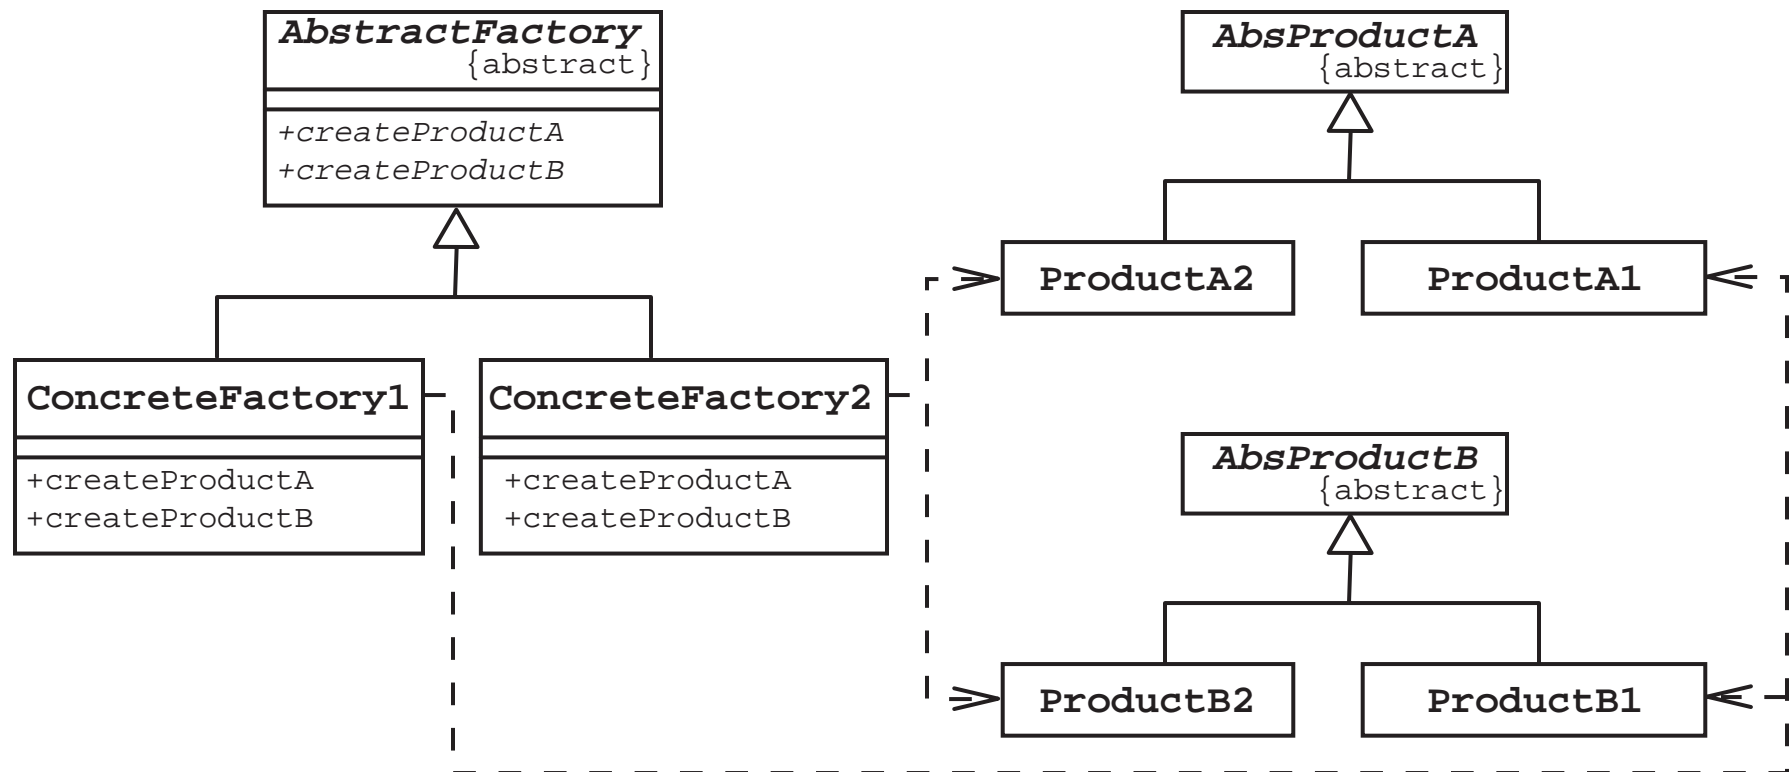 AbstractFactory
{abstract}
+createProductA
+createProductB
AbsProductA
{abstract}
ProductA2
ProductA1
ConcreteFactory1
+createProductA
+createProductB
ConcreteFactory2
+createProductA
+createProductB
AbsProductB
{abstract}
ProductB2
ProductB1